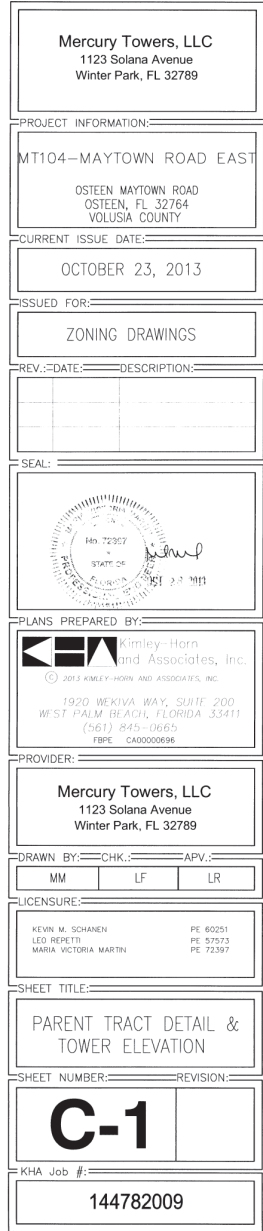 Mercury Towers, LLC
1123 Solana Avenue
Winter Park, FL 32789
PROJECT INFORMATION:
MT104-MAYTOWN ROAD EAST
OSTEEN MAYTOWN ROAD
OSTEEN, FL 32764
VOLUSIA COUNTY
CURRENT ISSUE DATE:
OCTOBER 23, 2013
ISSUED FOR:
ZONING DRAWINGS
REV.: DATE: DESCRIPTION:
SEAL:
No. 72397
STATE OF
FLORIDA
PROFESSIONAL
PLANS PREPARED BY:
Kimley-Horn
and Associates, Inc.
© 2013 KIMLEY-HORN AND ASSOCIATES, INC.
1920 WEKIVA WAY, SUITE 200
WEST PALM BEACH, FLORIDA 33411
(561) 845-0665
FBPE CA00000696
PROVIDER:
Mercury Towers, LLC
1123 Solana Avenue
Winter Park, FL 32789
DRAWN BY: CHK.: APV.:
MM LF LR
LICENSURE:
KEVIN M. SCHANEN PE 60251
LEO REPETTI PE 57573
MARIA VICTORIA MARTIN PE 72397
SHEET TITLE:
PARENT TRACT DETAIL &
TOWER ELEVATION
SHEET NUMBER: REVISION:
C-1
KHA Job #:
144782009